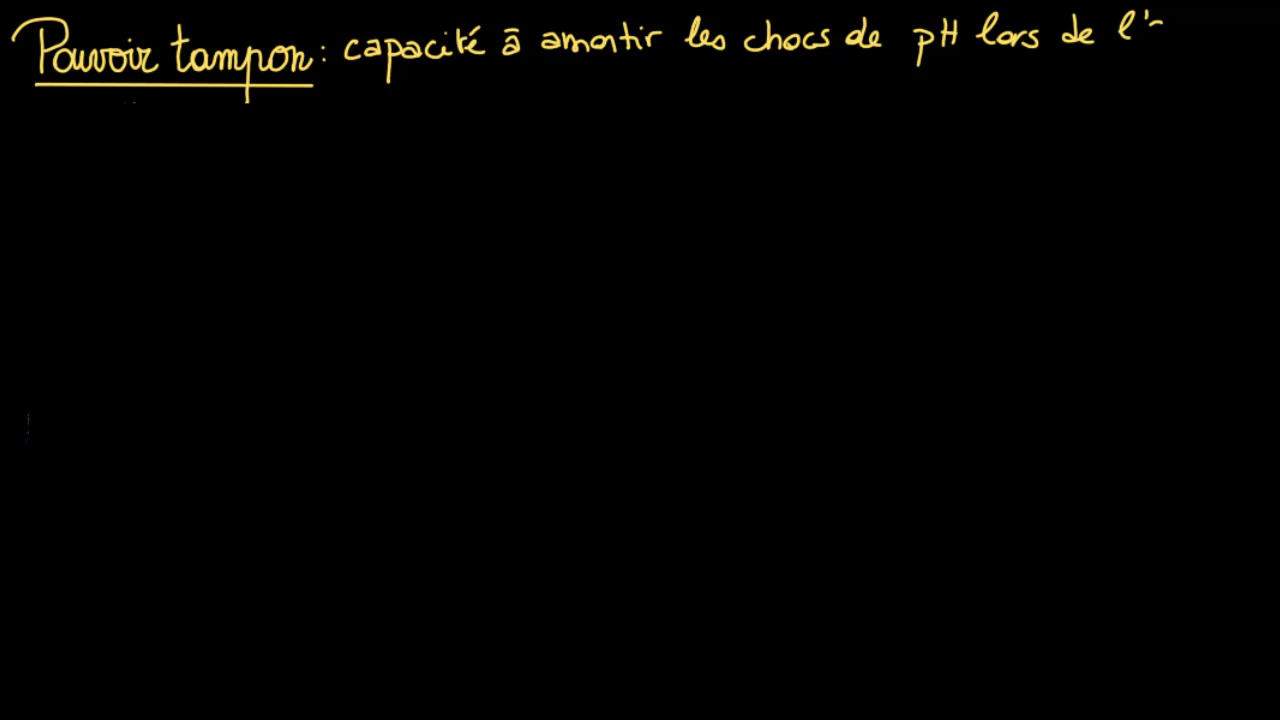 Pouvoir tampon : capacité à amortir les chocs de pH lors de l'